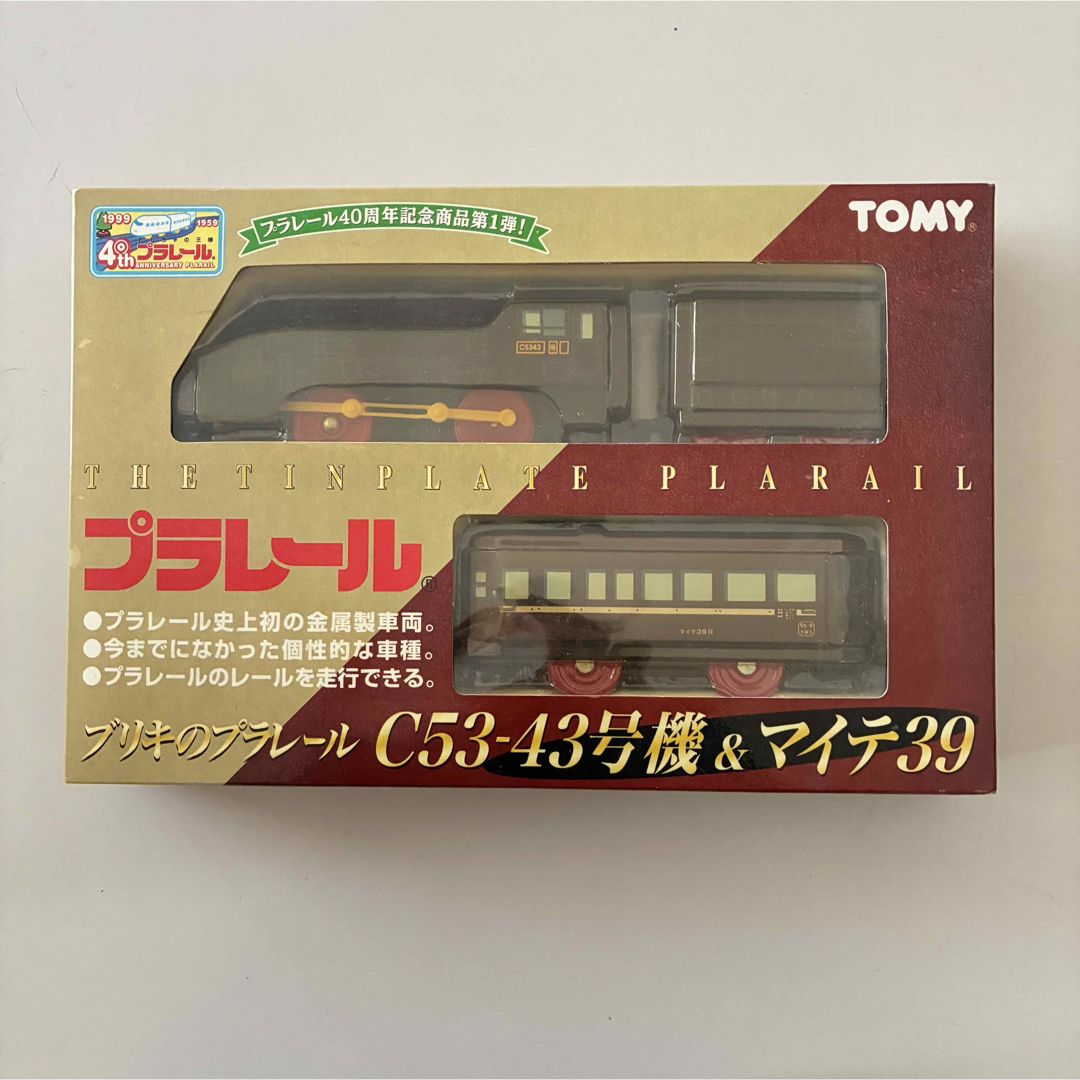 1999
1959
40th
プラレール
ANNIVERSARY PLARAIL
プラレール40周年記念商品第1弾!
TOMY®
C5343
THE TINPLATE PLARAIL
プラレール®
●プラレール史上初の金属製車両。
●今までになかった個性的な車種。
●プラレールのレールを走行できる。
マイテ39 11
ブリキのプラレール C53-43号機&マイテ39